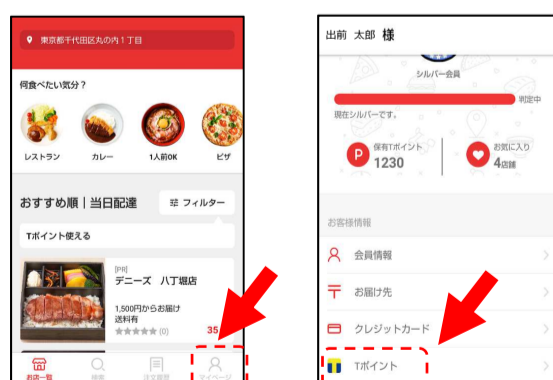 東京都千代田区丸の内1丁目
何食べたい気分？
レストラン
カレー
1人前OK
ピザ
おすすめ順｜当日配達
フィルター
Tポイント使える
[PR]
デニーズ 八丁堀店
1,500円からお届け
送料有
★★★★★ (0)
35
お店一覧
検索
注文履歴
マイページ
出前 太郎 様
シルバー会員
判定中
現在シルバーです。
P
保有Tポイント
1230
お気に入り
4店舗
お客様情報
会員情報
お届け先
クレジットカード
Tポイント